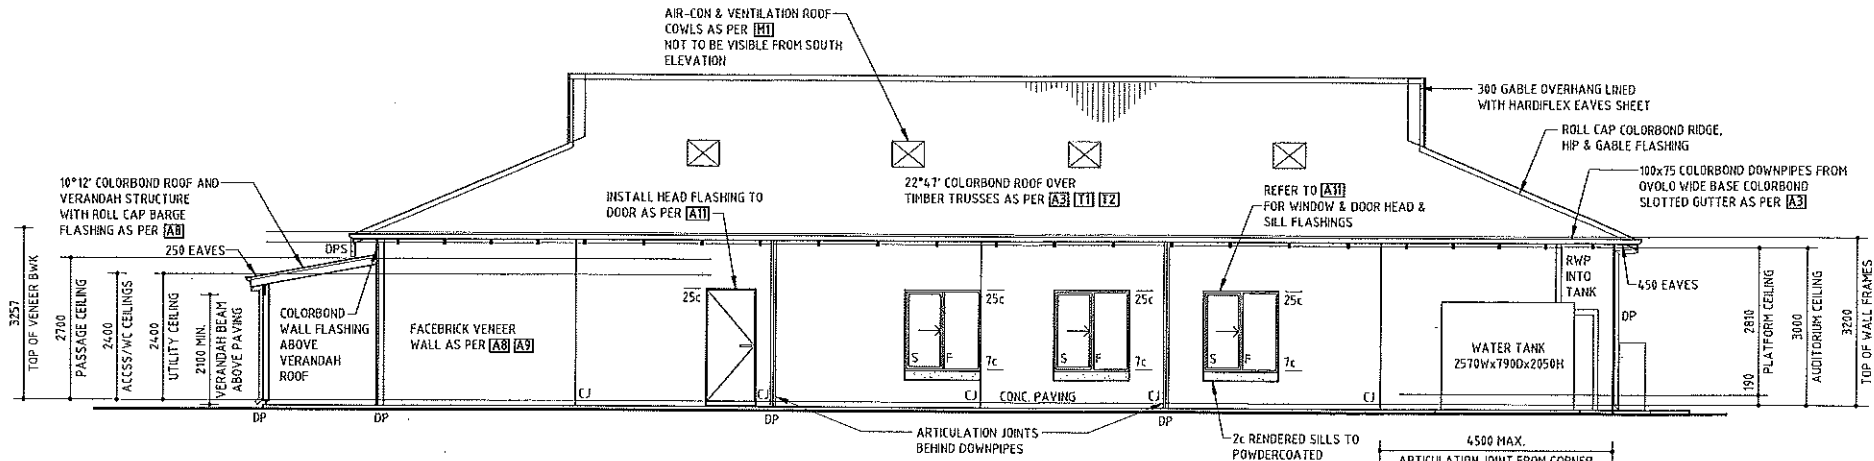 AIR-CON & VENTILATION ROOF
COWLS AS PER M1
NOT TO BE VISIBLE FROM SOUTH
ELEVATION
300 GABLE OVERHANG LINED
WITH HARDIFLEX EAVES SHEET
ROLL CAP COLORBOND RIDGE,
HIP & GABLE FLASHING
100x75 COLORBOND DOWNPIPES FROM
OVOLO WIDE BASE COLORBOND
SLOTTED GUTTER AS PER A3
10°12' COLORBOND ROOF AND
VERANDAH STRUCTURE
WITH ROLL CAP BARGE
FLASHING AS PER A8
250 EAVES
INSTALL HEAD FLASHING TO
DOOR AS PER A11
22°47' COLORBOND ROOF OVER
TIMBER TRUSSES AS PER A3 T1 T2
REFER TO A11
FOR WINDOW & DOOR HEAD &
SILL FLASHINGS
DPS
3257
TOP OF VENEER BWK
2700
PASSAGE CEILING
2400
ACCSS/WC CEILINGS
2400
UTILITY CEILING
2100 MIN.
VERANDAH BEAM
ABOVE PAVING
COLORBOND
WALL FLASHING
ABOVE
VERANDAH
ROOF
FACEBRICK VENEER
WALL AS PER A8 A9
25c
25c
25c
25c
S F
S F
S F
7c
7c
7c
CJ
CJ
CJ
CONC. PAVING
CJ
CJ
RWP
INTO
TANK
WATER TANK
2570Wx790Dx2050H
450 EAVES
DP
190
2810
PLATFORM CEILING
3000
AUDITORIUM CEILING
3200
TOP OF WALL FRAMES
DP
DP
DP
DP
ARTICULATION JOINTS
BEHIND DOWNPIPES
2c RENDERED SILLS TO
POWDERCOATED
4500 MAX.
ARTICULATION JOINT FROM CORNER